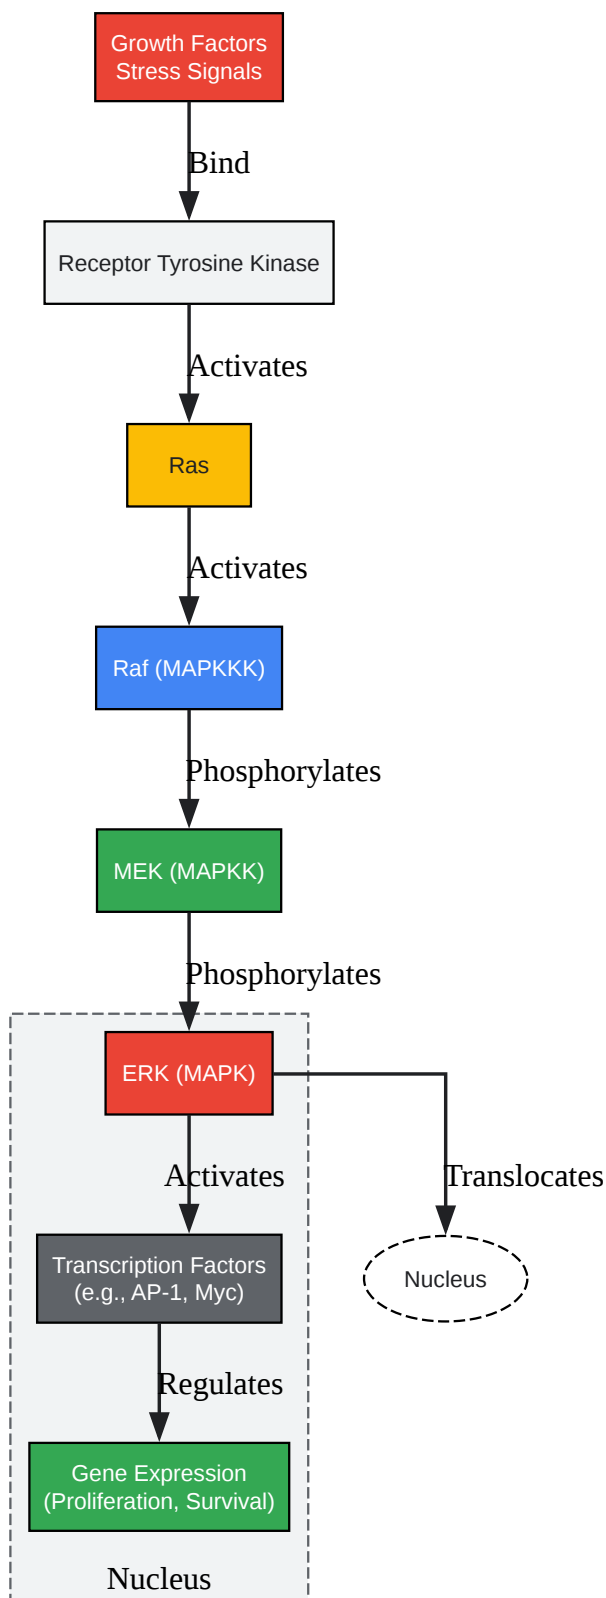 Growth Factors
Stress Signals
Bind
Receptor Tyrosine Kinase
Activates
Ras
Activates
Raf (MAPKKK)
Phosphorylates
MEK (MAPKK)
Phosphorylates
ERK (MAPK)
Activates
Translocates
Transcription Factors
(e.g., AP-1, Myc)
Nucleus
Regulates
Gene Expression
(Proliferation, Survival)
Nucleus